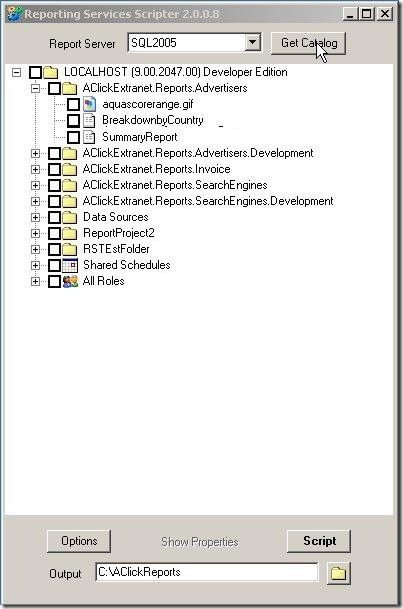 Reporting Services Scripter 2.0.0.8
Report Server SQL2005 Get Catalog
LOCALHOST (9.00.2047.00) Developer Edition
AClickExtranet.Reports.Advertisers
aquascorerange.gif
BreakdownbyCountry
SummaryReport
AClickExtranet.Reports.Advertisers.Development
AClickExtranet.Reports.Invoice
AClickExtranet.Reports.SearchEngines
AClickExtranet.Reports.SearchEngines.Development
Data Sources
ReportProject2
RSTEstFolder
Shared Schedules
All Roles
Options Show Properties Script
Output C:\AClickReports